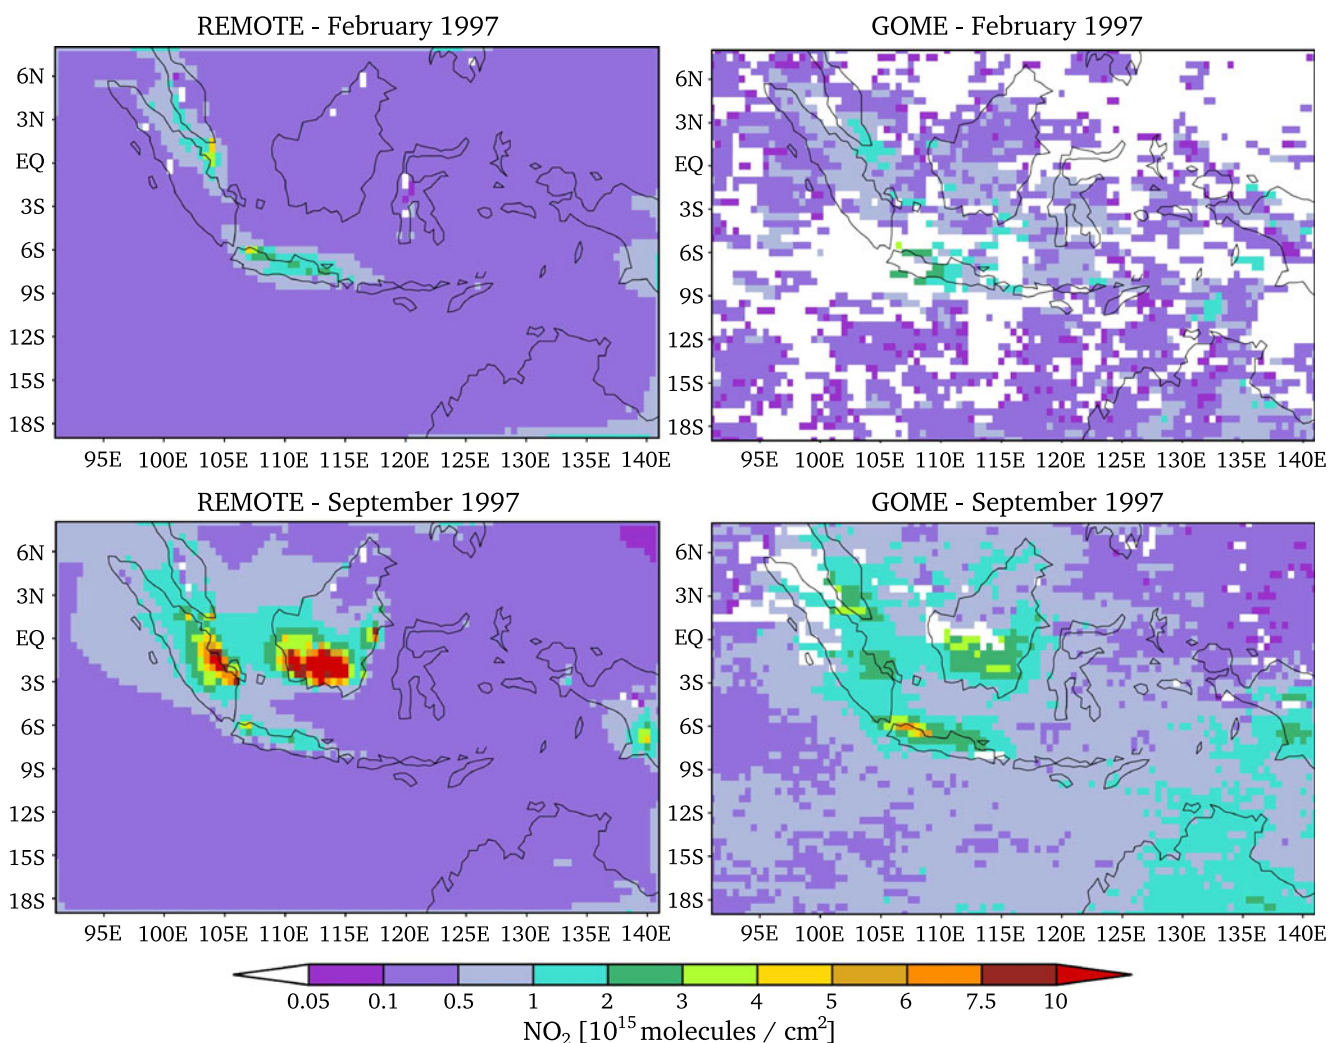 REMOTE - February 1997
GOME - February 1997
6N
3N
EQ
3S
6S
9S
12S
15S
18S
95E 100E 105E 110E 115E 120E 125E 130E 135E 140E
6N
3N
EQ
3S
6S
9S
12S
15S
18S
95E 100E 105E 110E 115E 120E 125E 130E 135E 140E
REMOTE - September 1997
GOME - September 1997
6N
3N
EQ
3S
6S
9S
12S
15S
18S
95E 100E 105E 110E 115E 120E 125E 130E 135E 140E
6N
3N
EQ
3S
6S
9S
12S
15S
18S
95E 100E 105E 110E 115E 120E 125E 130E 135E 140E
0.05 0.1 0.5 1 2 3 4 5 6 7.5 10
NO₂ [10¹⁵ molecules / cm²]